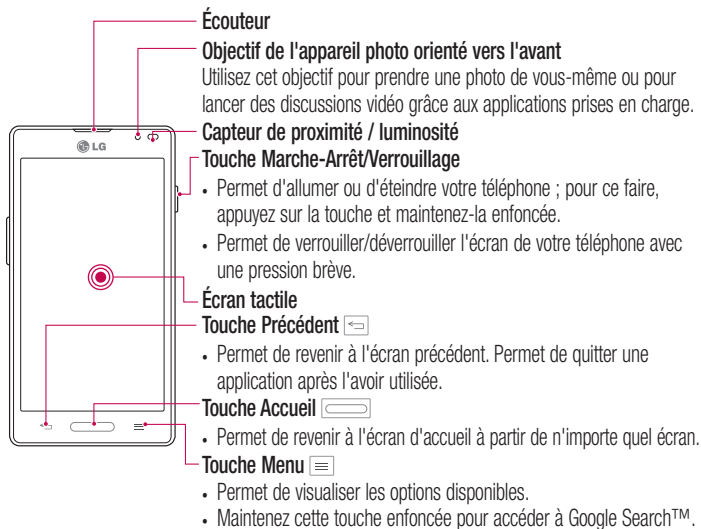 Écouteur
Objectif de l'appareil photo orienté vers l'avant
Utilisez cet objectif pour prendre une photo de vous-même ou pour
lancer des discussions vidéo grâce aux applications prises en charge.
Capteur de proximité / luminosité
LG
Touche Marche-Arrêt/Verrouillage
• Permet d'allumer ou d'éteindre votre téléphone ; pour ce faire,
appuyez sur la touche et maintenez-la enfoncée.
• Permet de verrouiller/déverrouiller l'écran de votre téléphone avec
une pression brève.
Écran tactile
Touche Précédent
• Permet de revenir à l'écran précédent. Permet de quitter une
application après l'avoir utilisée.
Touche Accueil
• Permet de revenir à l'écran d'accueil à partir de n'importe quel écran.
Touche Menu
• Permet de visualiser les options disponibles.
• Maintenez cette touche enfoncée pour accéder à Google Search™.